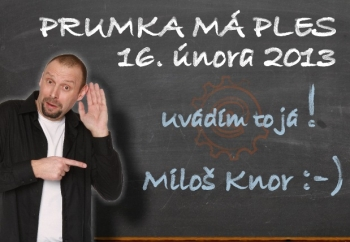 PRUMKA MÁ PLES
16. února 2013
uvádím to já!
Miloš Knor :-)